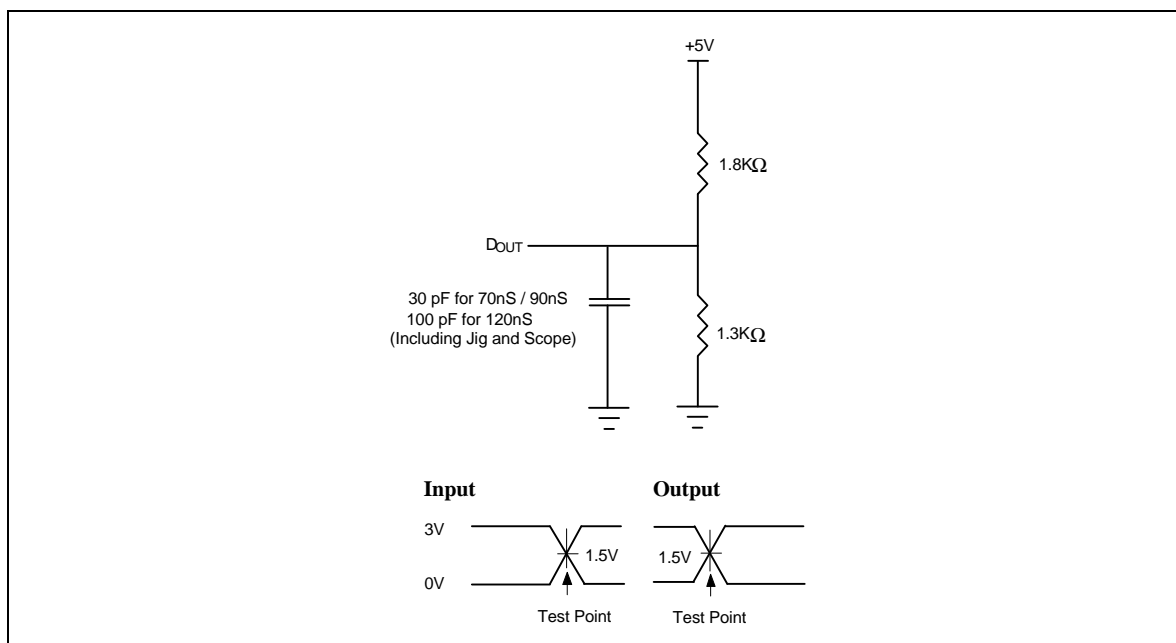 +5V
1.8KΩ
DOUT
30 pF for 70nS / 90nS
100 pF for 120nS
(Including Jig and Scope)
1.3KΩ
Input
Output
3V
1.5V
1.5V
0V
Test Point
Test Point